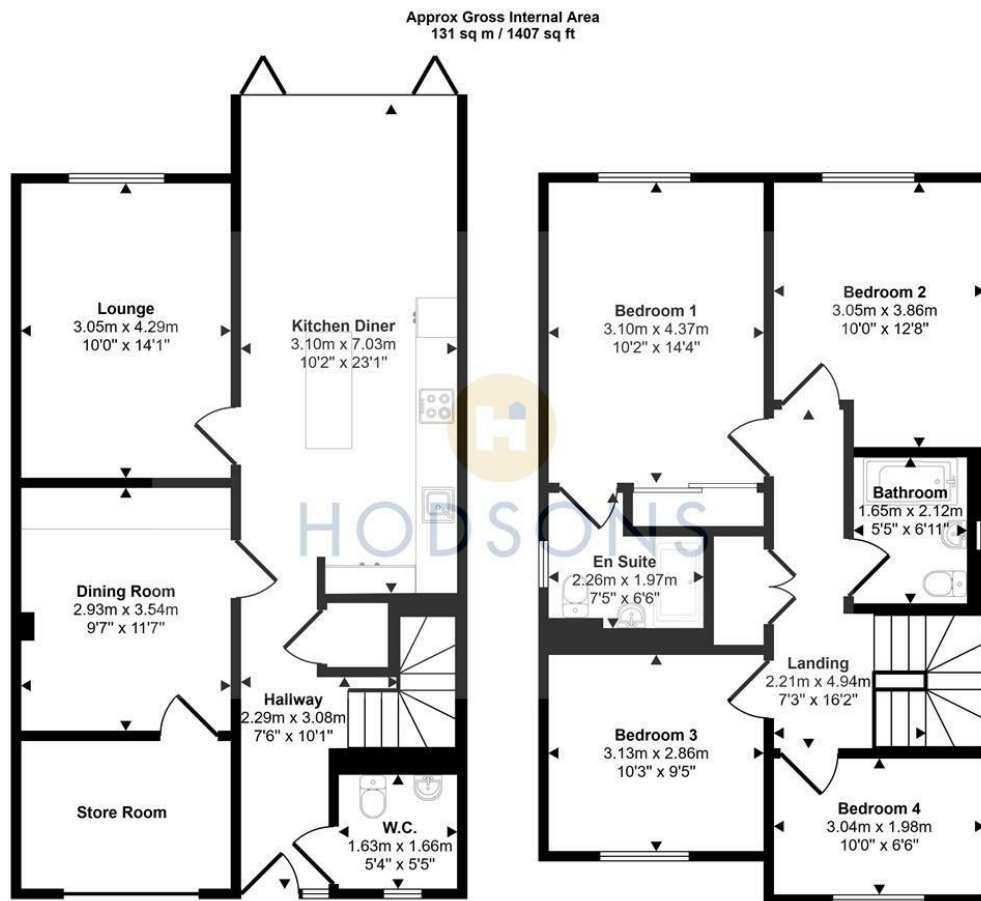 Approx Gross Internal Area
131 sq m / 1407 sq ft
Lounge
3.05m x 4.29m
10'0" x 14'1"
Kitchen Diner
3.10m x 7.03m
10'2" x 23'1"
Dining Room
2.93m x 3.54m
9'7" x 11'7"
Hallway
2.29m x 3.08m
7'6" x 10'1"
Store Room
W.C.
1.63m x 1.66m
5'4" x 5'5"
Bedroom 1
3.10m x 4.37m
10'2" x 14'4"
Bedroom 2
3.05m x 3.86m
10'0" x 12'8"
Bathroom
1.65m x 2.12m
5'5" x 6'11"
En Suite
2.26m x 1.97m
7'5" x 6'6"
Landing
2.21m x 4.94m
7'3" x 16'2"
Bedroom 3
3.13m x 2.86m
10'3" x 9'5"
Bedroom 4
3.04m x 1.98m
10'0" x 6'6"
H
HODSONS